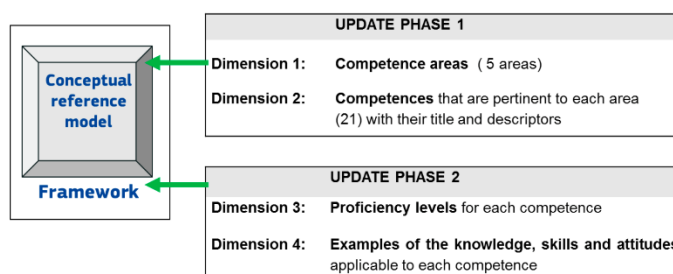 Conceptual
reference
model
Framework
UPDATE PHASE 1
Dimension 1: Competence areas ( 5 areas)
Dimension 2: Competences that are pertinent to each area
(21) with their title and descriptors
UPDATE PHASE 2
Dimension 3: Proficiency levels for each competence
Dimension 4: Examples of the knowledge, skills and attitudes
applicable to each competence